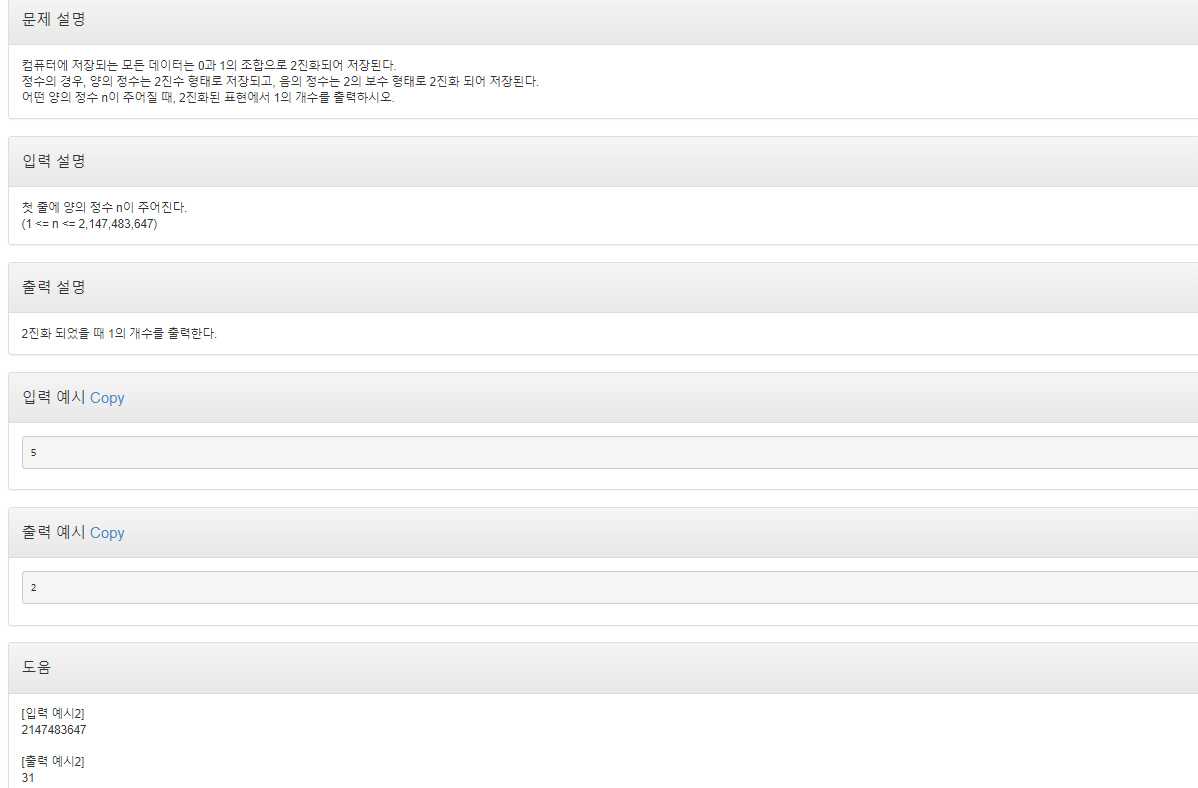 문제 설명
컴퓨터에 저장되는 모든 데이터는 0과 1의 조합으로 2진화되어 저장된다.
정수의 경우, 양의 정수는 2진수 형태로 저장되고, 음의 정수는 2의 보수 형태로 2진화 되어 저장된다.
어떤 양의 정수 n이 주어질 때, 2진화된 표현에서 1의 개수를 출력하시오.
입력 설명
첫 줄에 양의 정수 n이 주어진다.
(1 <= n <= 2,147,483,647)
출력 설명
2진화 되었을 때 1의 개수를 출력한다.
입력 예시 Copy
5
출력 예시 Copy
2
도움
[입력 예시2]
2147483647
[출력 예시2]
31